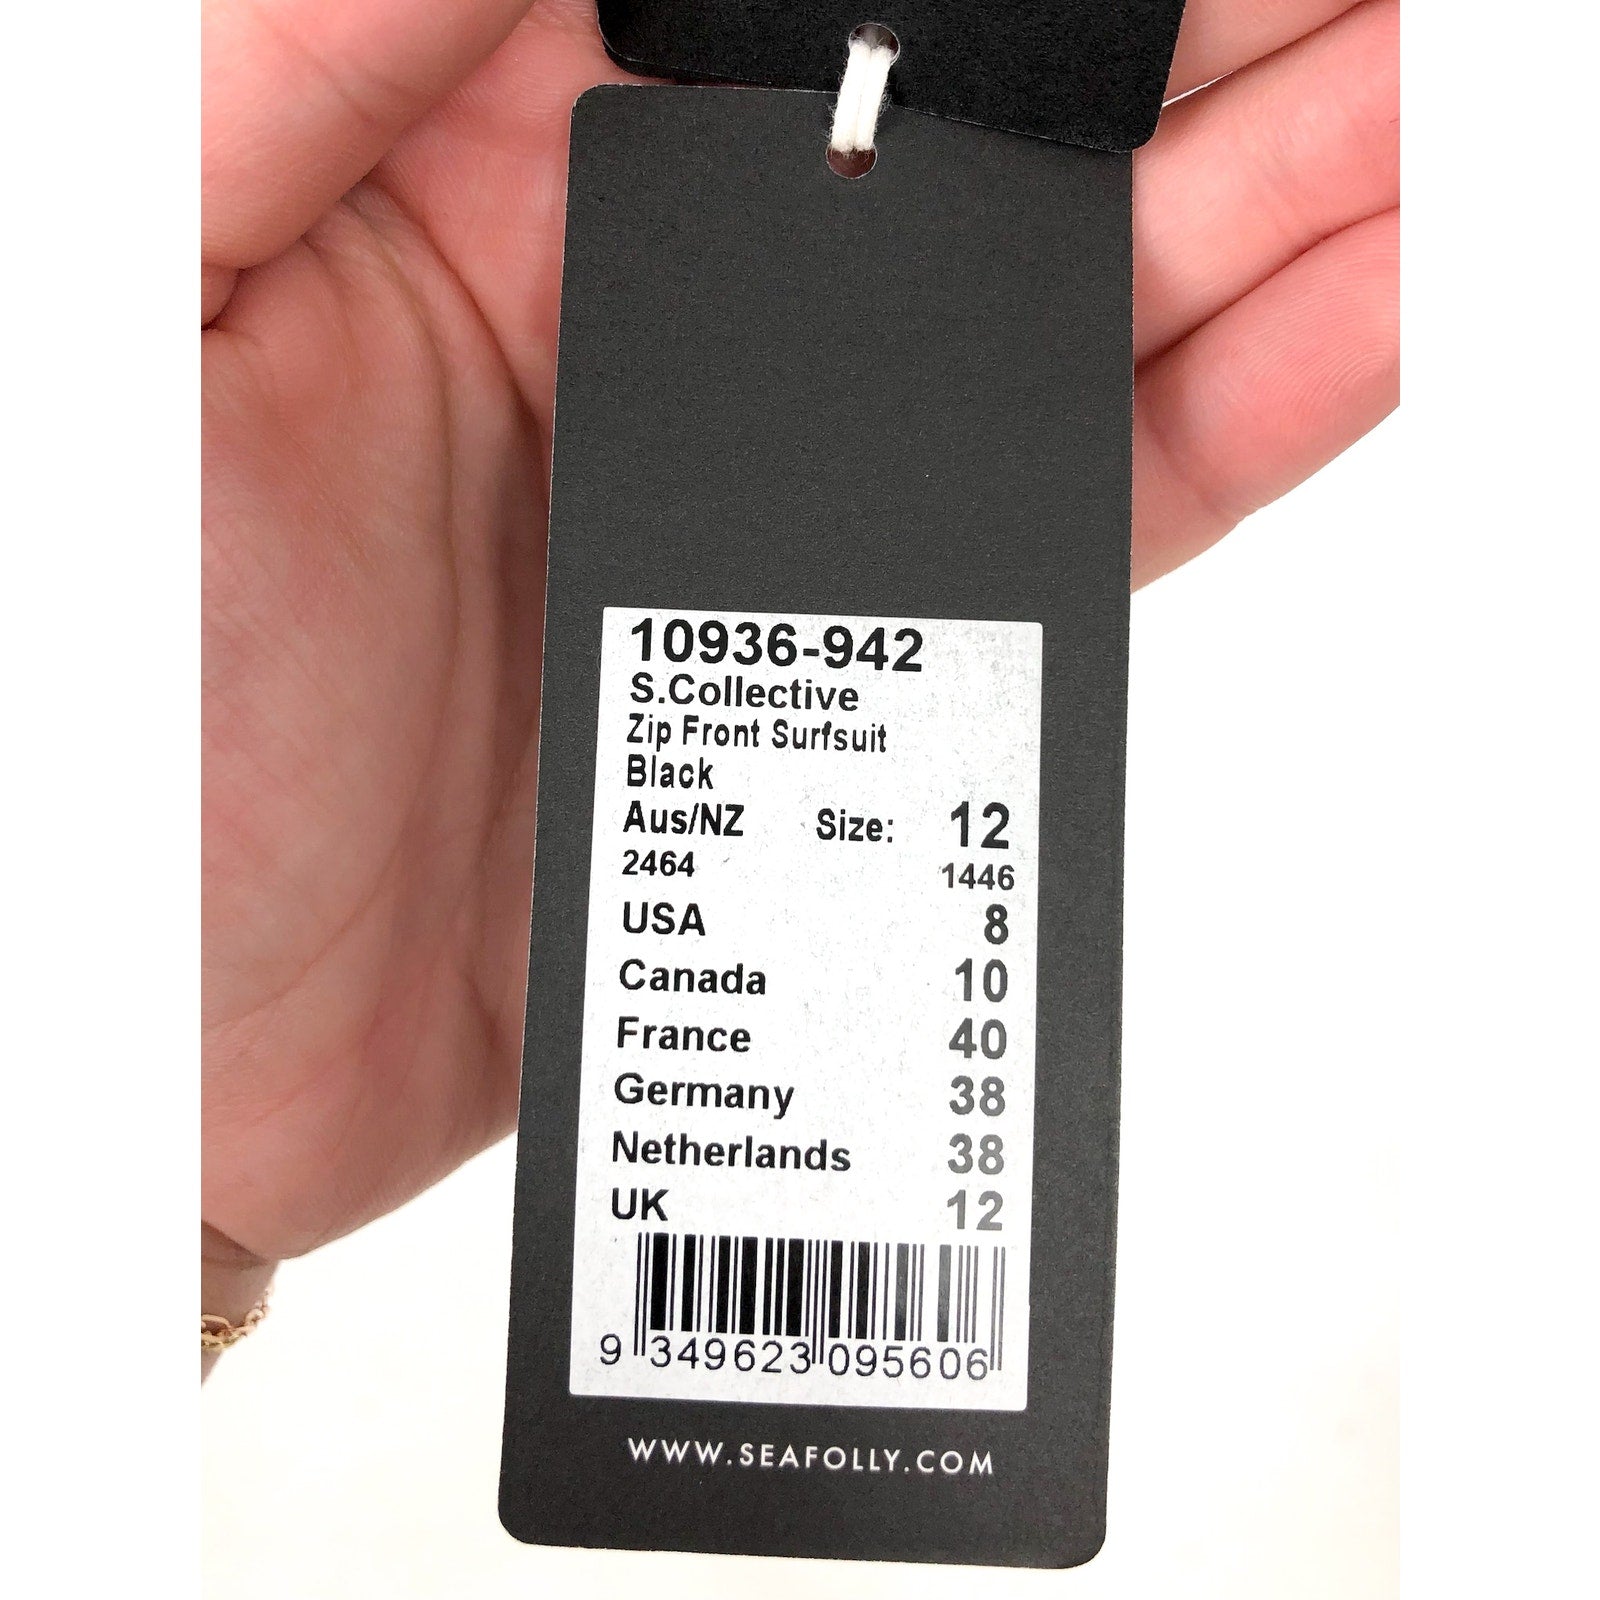 10936-942
S.Collective
Zip Front Surfsuit
Black
Aus/NZ Size: 12
2464 1446
USA 8
Canada 10
France 40
Germany 38
Netherlands 38
UK 12
9 349623 095606
WWW.SEAFOLLY.COM